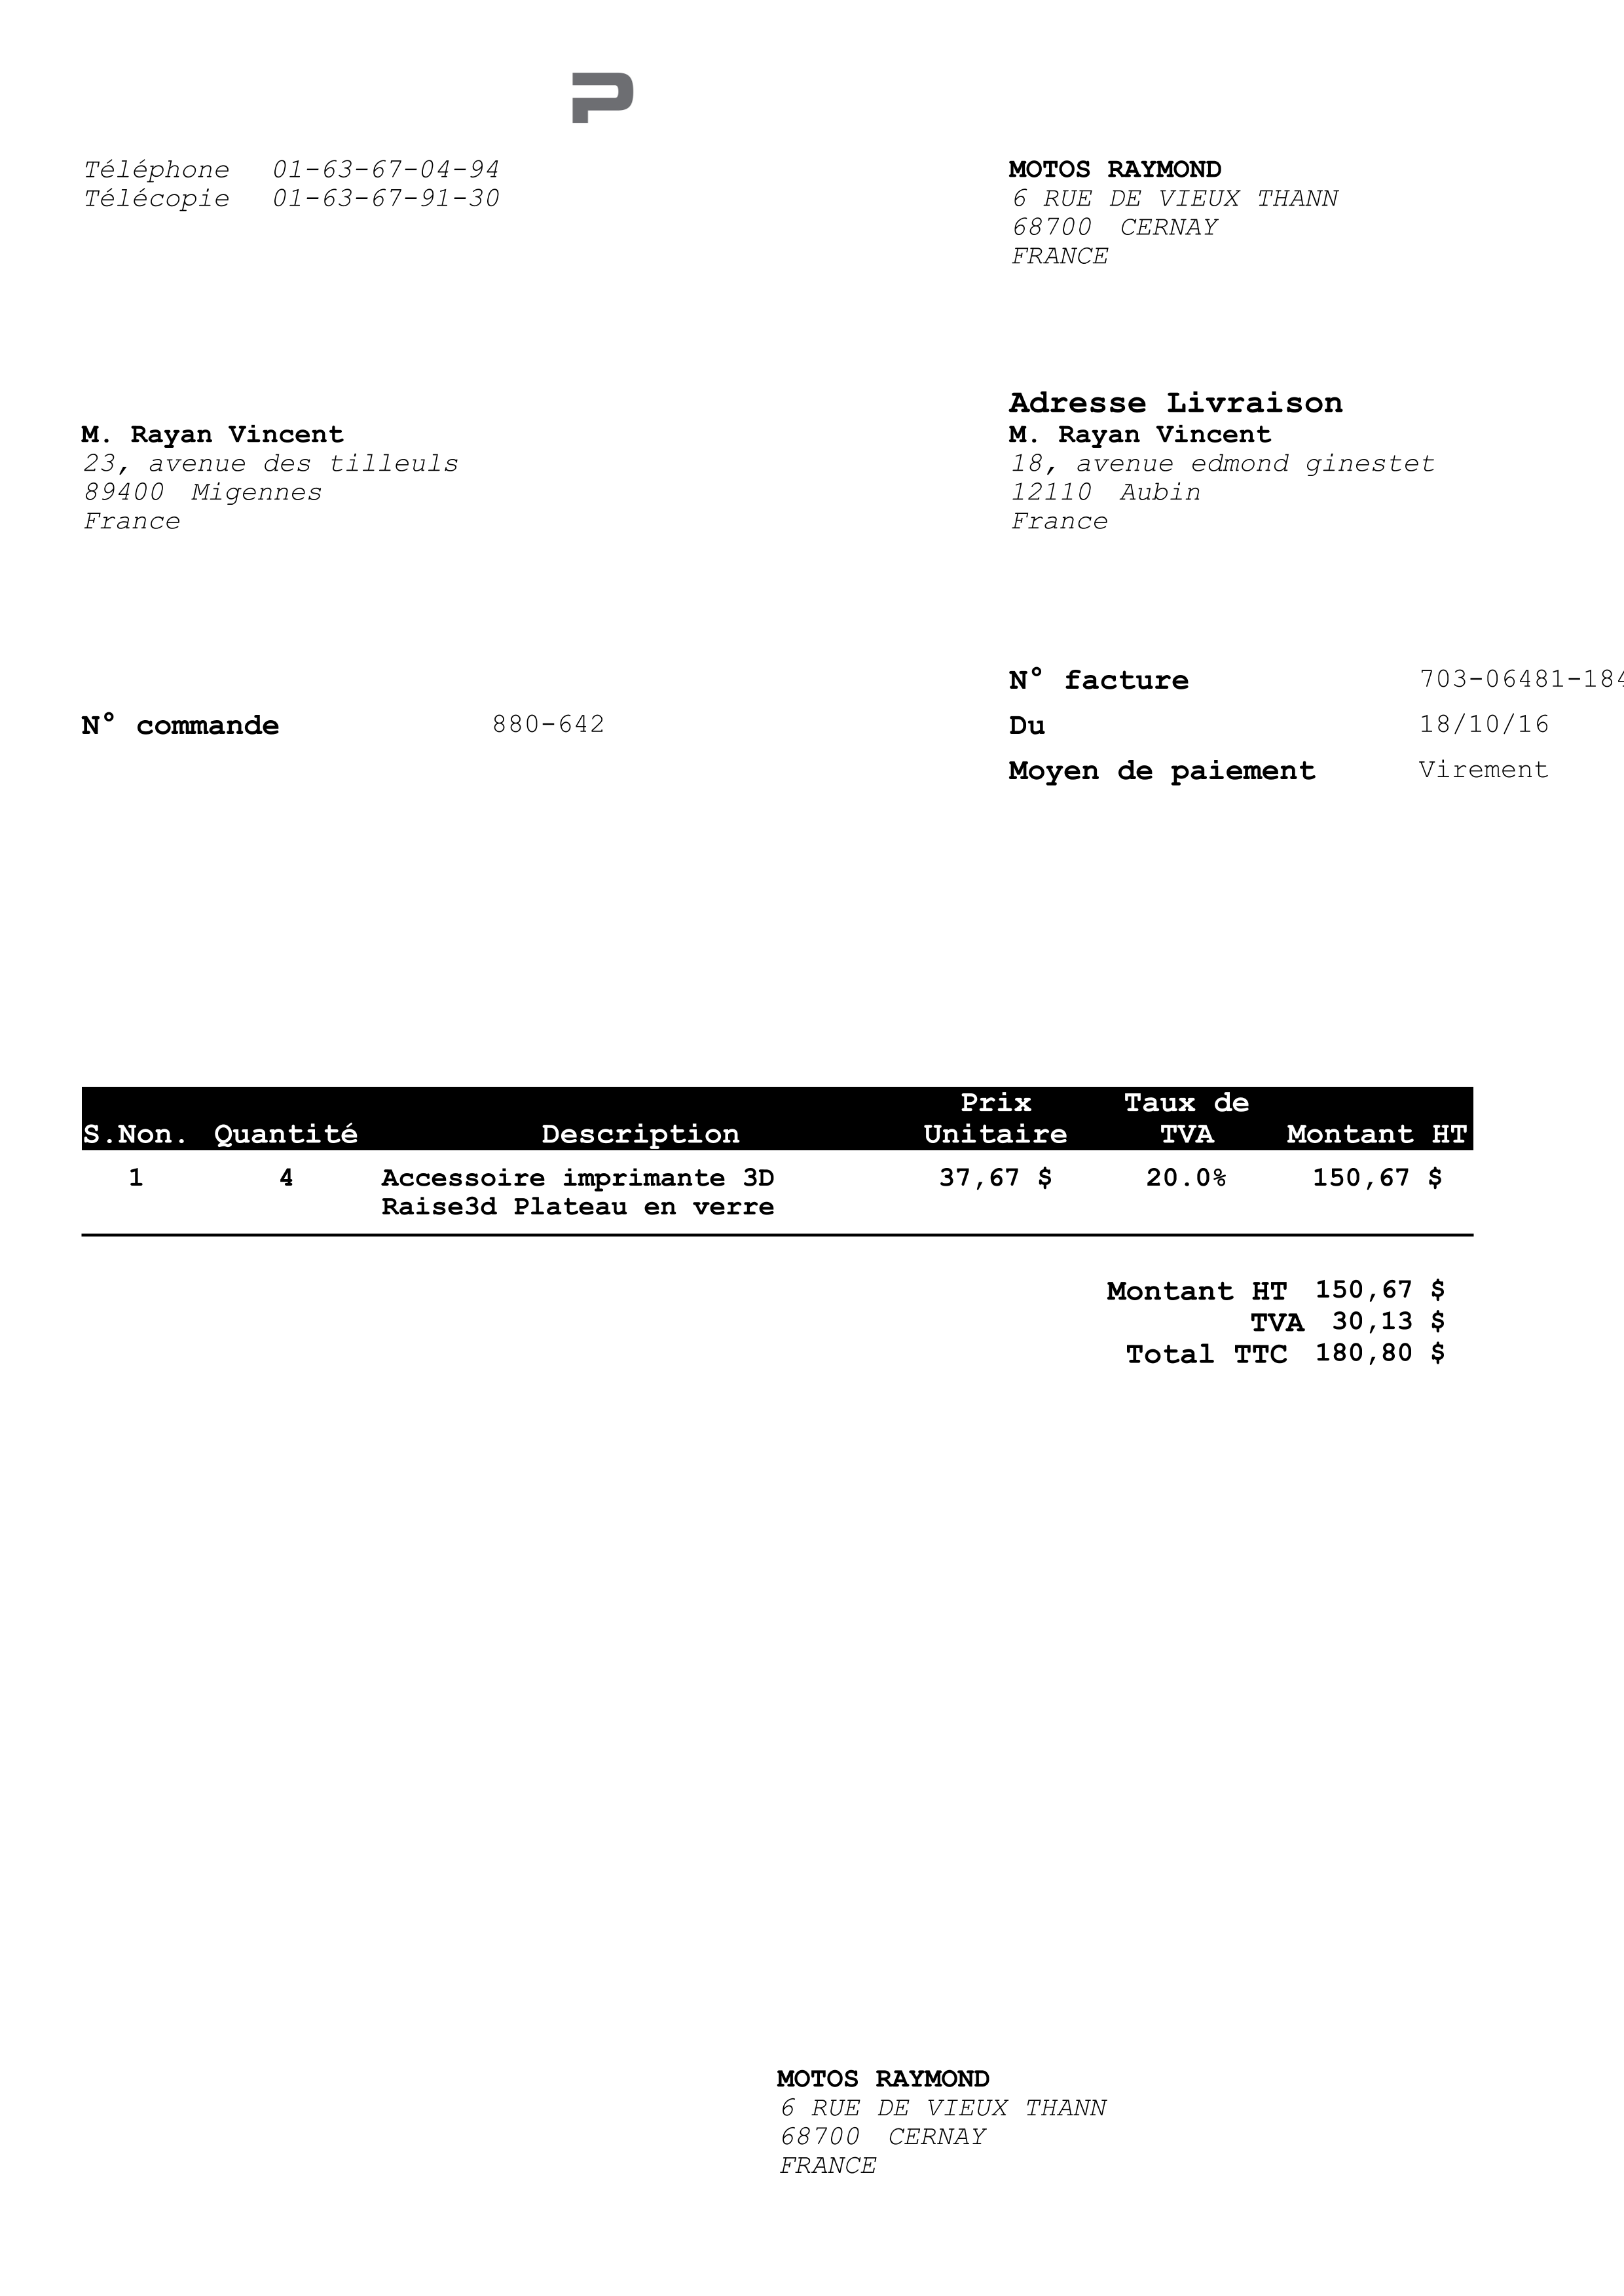 P
Téléphone 01-63-67-04-94
Télécopie 01-63-67-91-30
MOTOS RAYMOND
6 RUE DE VIEUX THANN
68700 CERNAY
FRANCE
M. Rayan Vincent
23, avenue des tilleuls
89400 Migennes
France
Adresse Livraison
M. Rayan Vincent
18, avenue edmond ginestet
12110 Aubin
France
N° commande 880-642
N° facture 703-06481-184
Du 18/10/16
Moyen de paiement Virement
S.Non. Quantité Description Prix Unitaire Taux de TVA Montant HT
1 4 Accessoire imprimante 3D 37,67 $ 20.0% 150,67 $
Raise3d Plateau en verre
Montant HT 150,67 $
TVA 30,13 $
Total TTC 180,80 $
MOTOS RAYMOND
6 RUE DE VIEUX THANN
68700 CERNAY
FRANCE